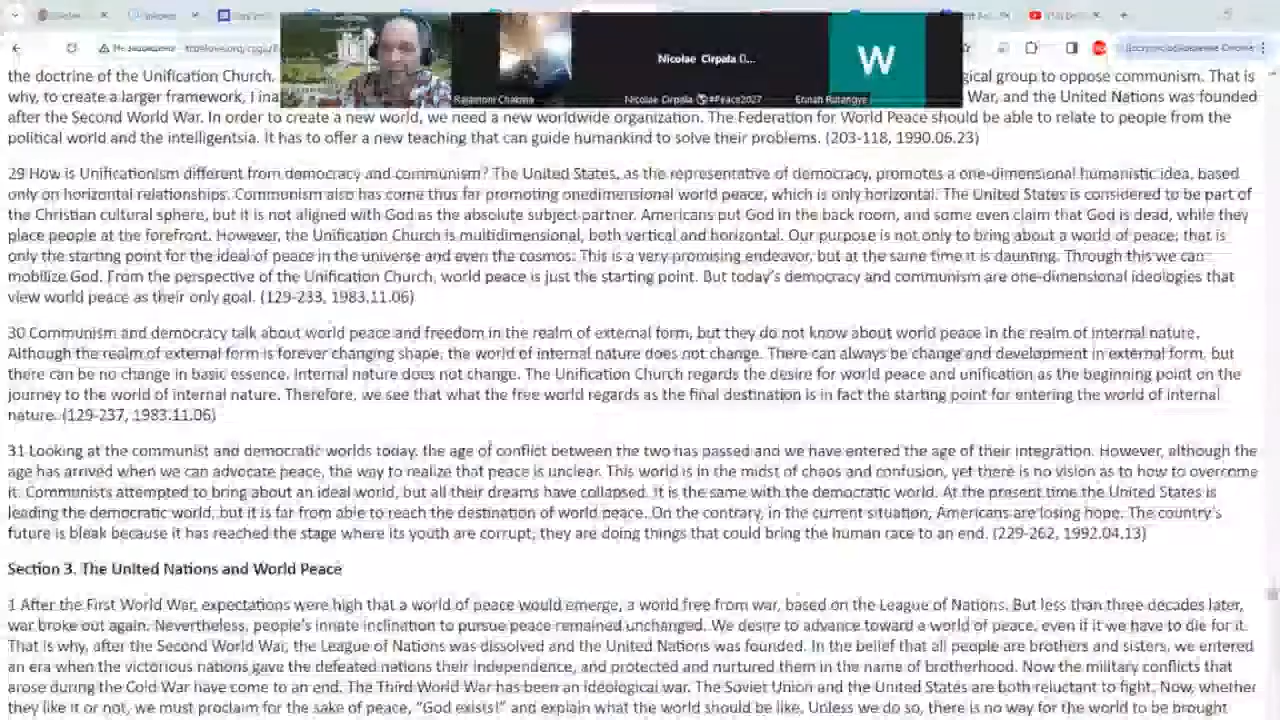 Не защищено
the doctrine of the Unification Church.
gical group to oppose communism. That is
why, to create a larger framework, I ina
War, and the United Nations was founded
Nicolae Cirpala (...
W
Rajamoni Chakma
Nicolae Cirpala #Peace2027
after the Second World War. In order to create a new world, we need a new worldwide organization. The Federation for World Peace should be able to relate to people from the
political world and the intelligentsia. It has to offer a new teaching that can guide humankind to solve their problems. (203-118, 1990.06.23)
29 How is Unificationism different from democracy and communism? The United States, as the representative of democracy, promotes a one-dimensional humanistic idea, based
only on horizontal relationships. Communism also has come thus far promoting onedimensional world peace, which is only horizontal. The United States is considered to be part of
the Christian cultural sphere, but it is not aligned with God as the absolute subject partner. Americans put God in the back room, and some even claim that God is dead, while they
place people at the forefront. However, the Unification Church is multidimensional, both vertical and horizontal. Our purpose is not only to bring about a world of peace; that is
only the starting point for the ideal of peace in the universe and even the cosmos. This is a very promising endeavor, but at the same time it is daunting. Through this we can
mobilize God. From the perspective of the Unification Church, world peace is just the starting point. But today's democracy and communism are one-dimensional ideologies that
view world peace as their only goal. (129-233, 1983.11.06)
30 Communism and democracy talk about world peace and freedom in the realm of external form, but they do not know about world peace in the realm of internal nature.
Although the realm of external form is forever changing shape, the world of internal nature does not change. There can always be change and development in external form, but
there can be no change in basic essence. Internal nature does not change. The Unification Church regards the desire for world peace and unification as the beginning point on the
journey to the world of internal nature. Therefore, we see that what the free world regards as the final destination is in fact the starting point for entering the world of internal
nature. (129-237, 1983.11.06)
31 Looking at the communist and democratic worlds today, the age of conflict between the two has passed and we have entered the age of their integration. However, although the
age has arrived when we can advocate peace, the way to realize that peace is unclear. This world is in the midst of chaos and confusion, yet there is no vision as to how to overcome
it. Communists attempted to bring about an ideal world, but all their dreams have collapsed. It is the same with the democratic world. At the present time the United States is
leading the democratic world, but it is far from able to reach the destination of world peace. On the contrary, in the current situation, Americans are losing hope. The country's
future is bleak because it has reached the stage where its youth are corrupt; they are doing things that could bring the human race to an end. (229-262, 1992.04.13)
Section 3. The United Nations and World Peace
1 After the First World War, expectations were high that a world of peace would emerge, a world free from war, based on the League of Nations. But less than three decades later,
war broke out again. Nevertheless, people's innate inclination to pursue peace remained unchanged. We desire to advance toward a world of peace, even if it we have to die for it.
That is why, after the Second World War, the League of Nations was dissolved and the United Nations was founded. In the belief that all people are brothers and sisters, we entered
an era when the victorious nations gave the defeated nations their independence, and protected and nurtured them in the name of brotherhood. Now the military conflicts that
arose during the Cold War have come to an end. The Third World War has been an ideological war. The Soviet Union and the United States are both reluctant to fight. Now, whether
they like it or not, we must proclaim for the sake of peace, "God exists!" and explain what the world should be like. Unless we do so, there is no way for the world to be brought